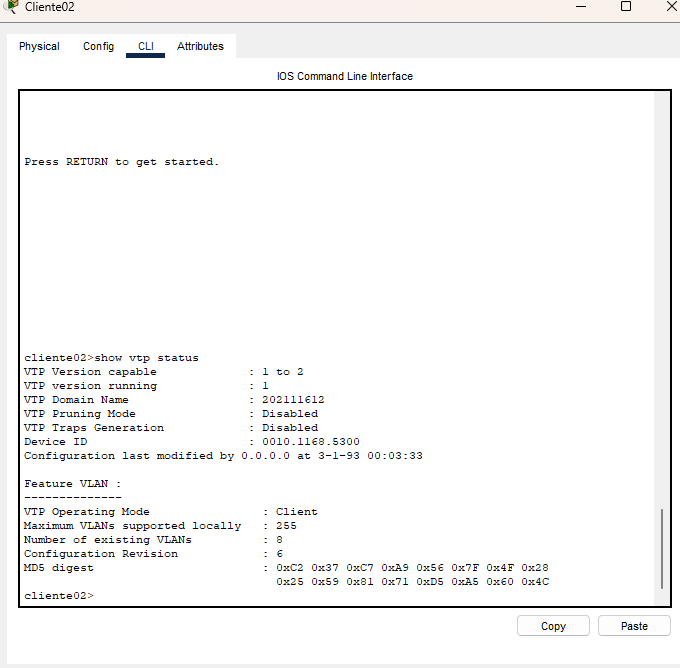 Cliente02
Physical Config CLI Attributes
IOS Command Line Interface
Press RETURN to get started.
cliente02>show vtp status
VTP Version capable : 1 to 2
VTP version running : 1
VTP Domain Name : 202111612
VTP Pruning Mode : Disabled
VTP Traps Generation : Disabled
Device ID : 0010.1168.5300
Configuration last modified by 0.0.0.0 at 3-1-93 00:03:33
Feature VLAN :
--------------
VTP Operating Mode : Client
Maximum VLANs supported locally : 255
Number of existing VLANs : 8
Configuration Revision : 6
MD5 digest : 0xC2 0x37 0xC7 0xA9 0x56 0x7F 0x4F 0x28
0x25 0x59 0x81 0x71 0xD5 0xA5 0x60 0x4C
cliente02>
Copy Paste